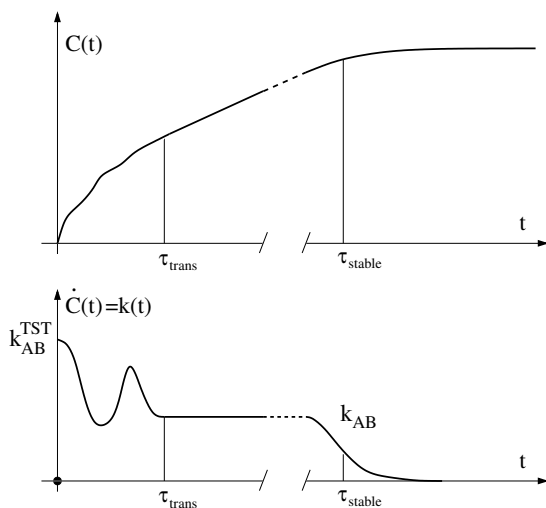 C(t)
t
τtrans
τstable
Ċ(t)=k(t)
kABTST
kAB
t
τtrans
τstable